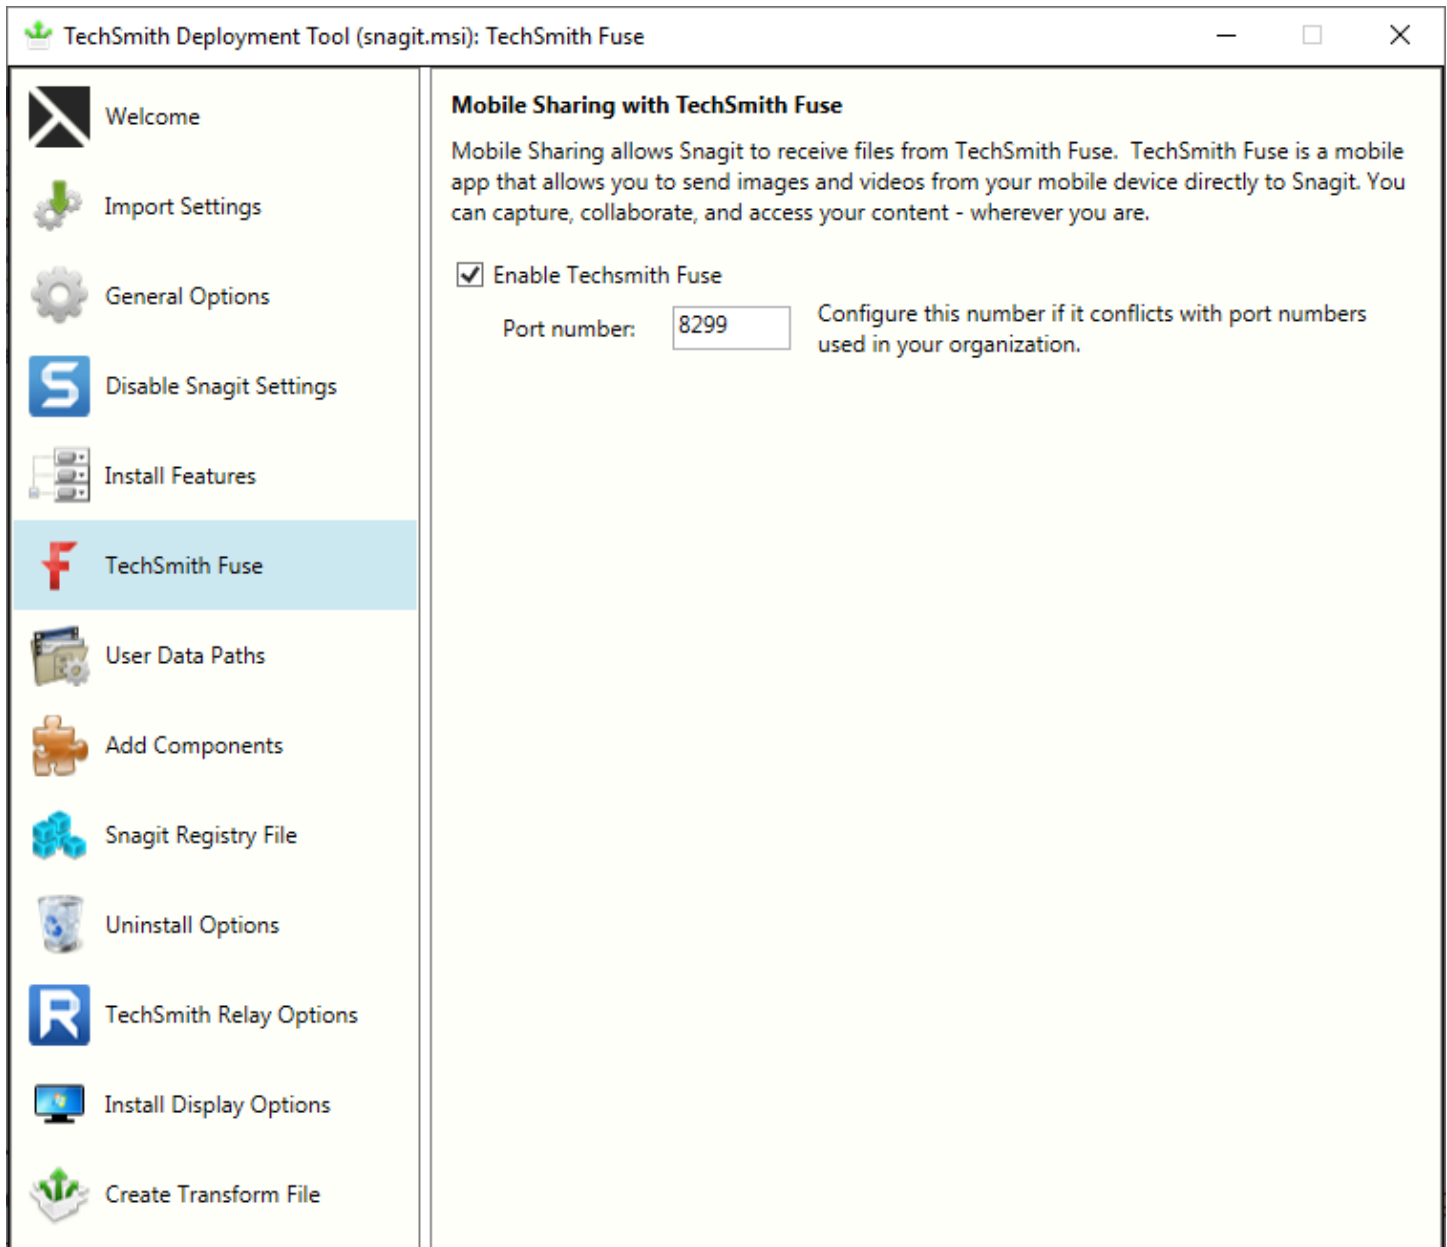 TechSmith Deployment Tool (snagit.msi): TechSmith Fuse
Welcome
Import Settings
General Options
Disable Snagit Settings
Install Features
TechSmith Fuse
User Data Paths
Add Components
Snagit Registry File
Uninstall Options
TechSmith Relay Options
Install Display Options
Create Transform File
Mobile Sharing with TechSmith Fuse
Mobile Sharing allows Snagit to receive files from TechSmith Fuse.  TechSmith Fuse is a mobile
app that allows you to send images and videos from your mobile device directly to Snagit. You
can capture, collaborate, and access your content - wherever you are.
Enable Techsmith Fuse
Port number: 8299
Configure this number if it conflicts with port numbers
used in your organization.